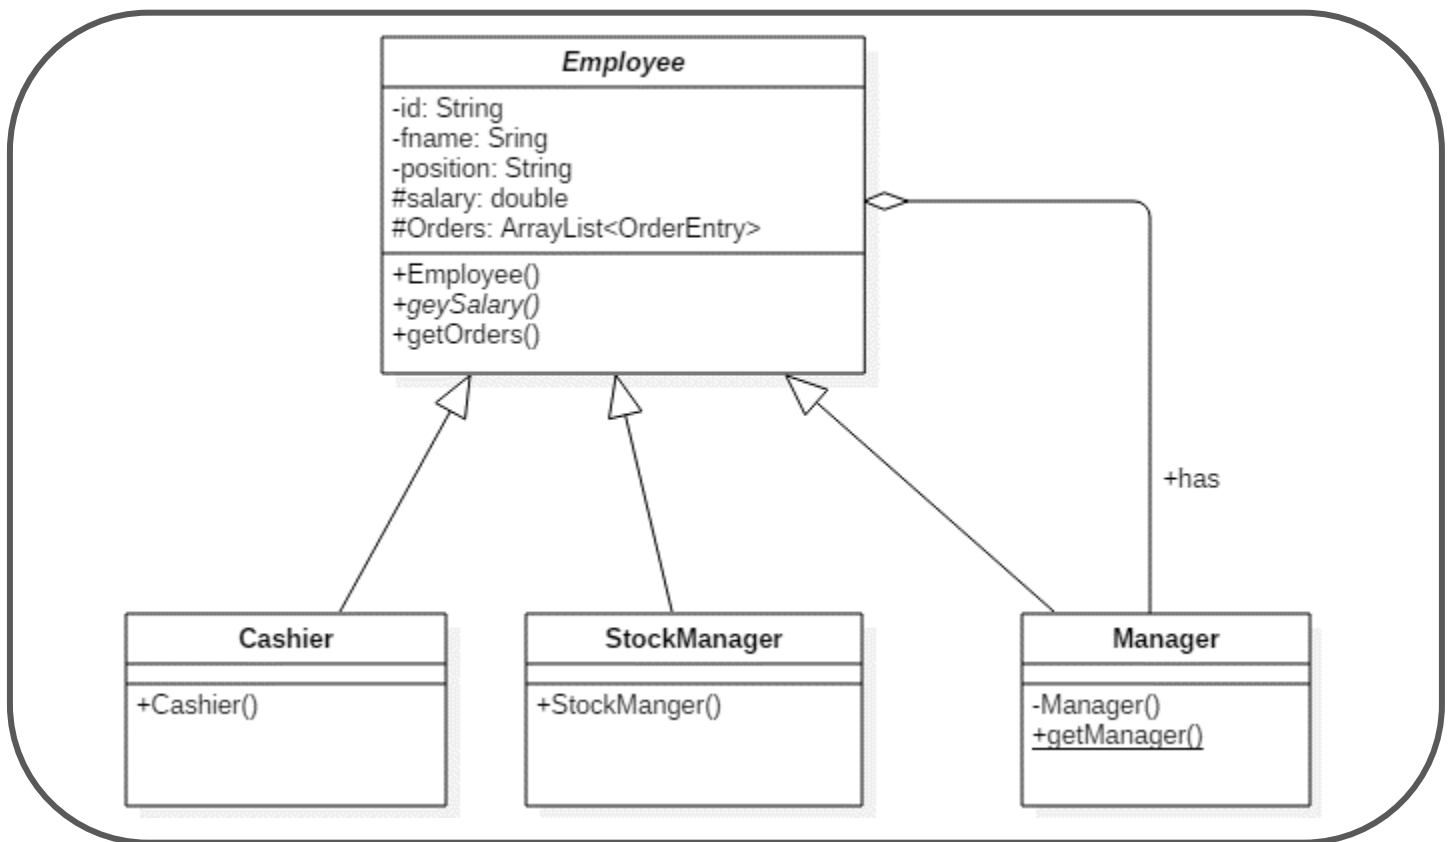 Employee
-id: String
-fname: Sring
-position: String
#salary: double
#Orders: ArrayList<OrderEntry>
+Employee()
+geySalary()
+getOrders()
+has
Cashier
+Cashier()
StockManager
+StockManger()
Manager
-Manager()
+getManager()